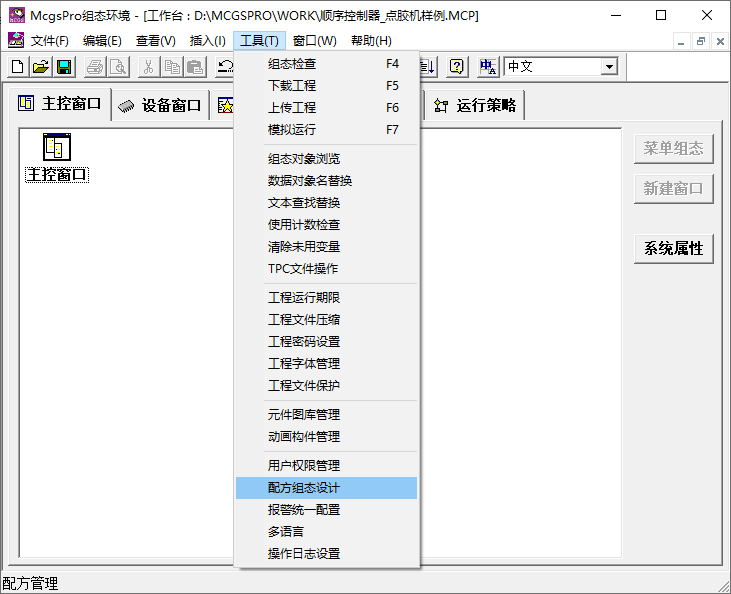 McgsPro组态环境 - [工作台 : D:\MCGSPRO\WORK\顺序控制器_点胶机样例.MCP]
文件(F) 编辑(E) 查看(V) 插入(I) 工具(T) 窗口(W) 帮助(H)
中文
主控窗口 设备窗口 运行策略
主控窗口
组态检查 F4
下载工程 F5
上传工程 F6
模拟运行 F7
组态对象浏览
数据对象名替换
文本查找替换
使用计数检查
清除未用变量
TPC文件操作
工程运行期限
工程文件压缩
工程密码设置
工程字体管理
工程文件保护
元件图库管理
动画构件管理
用户权限管理
配方组态设计
报警统一配置
多语言
操作日志设置
菜单组态
新建窗口
系统属性
配方管理